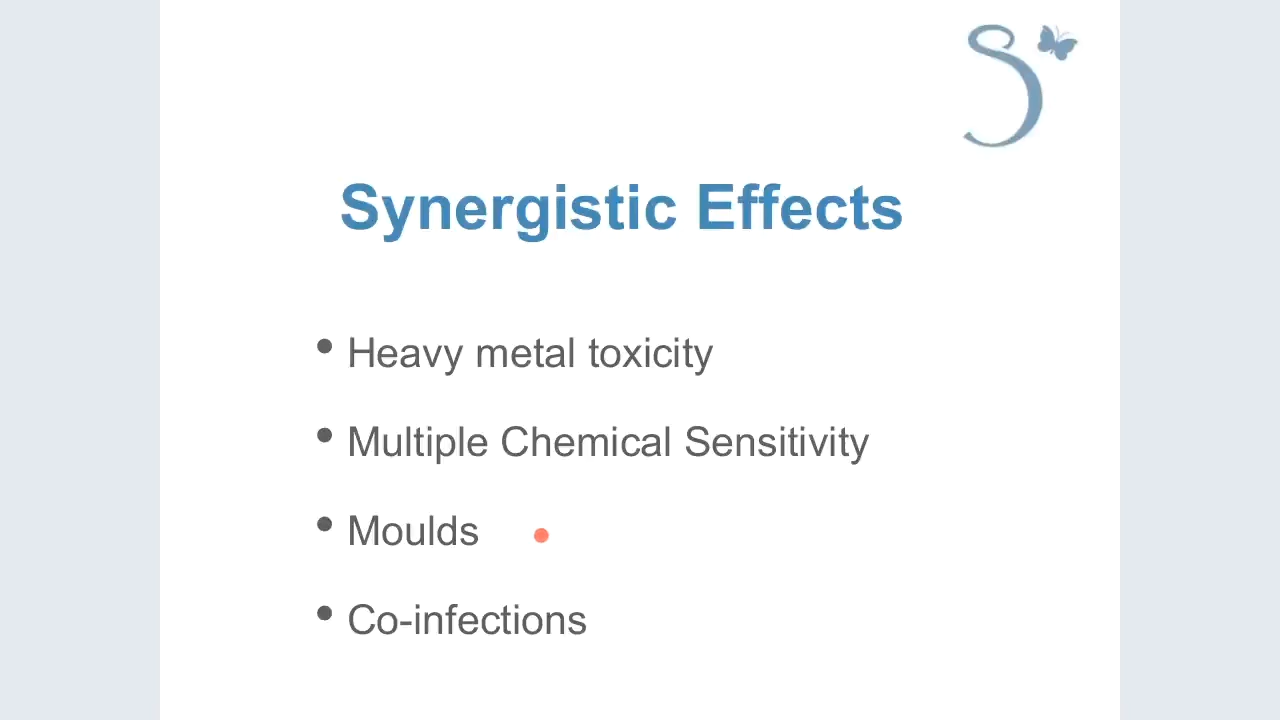 S
Synergistic Effects
• Heavy metal toxicity
• Multiple Chemical Sensitivity
• Moulds
• Co-infections